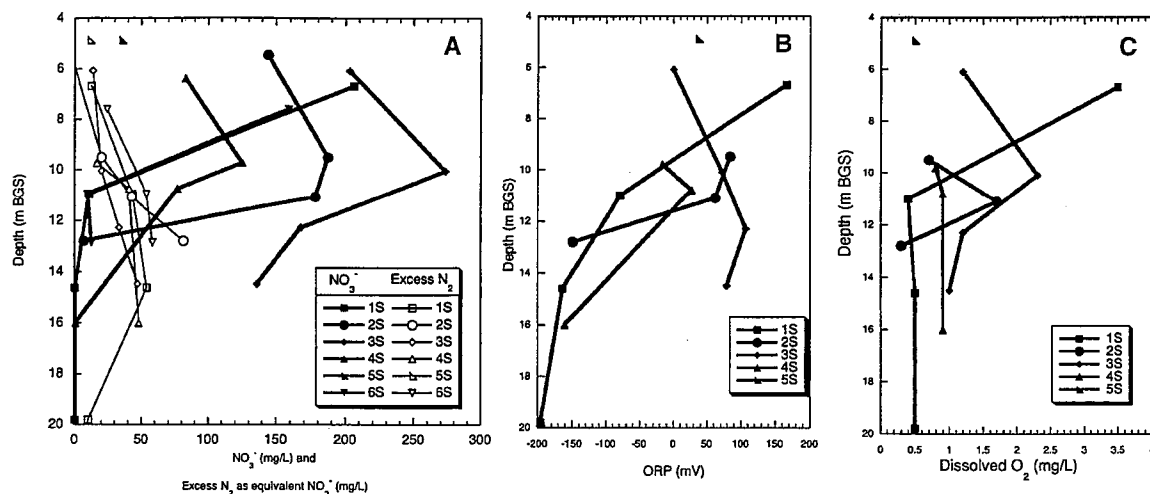 A
4
6
8
10
12
14
16
18
20
Depth (m BGS)
0
50
100
150
200
250
300
NO₃⁻ (mg/L) and
Excess N₂ as equivalent NO₃⁻ (mg/L)
NO₃⁻ Excess N₂
1S 1S
2S 2S
3S 3S
4S 4S
5S 5S
6S 6S
B
4
6
8
10
12
14
16
18
20
Depth (m BGS)
-200 -150 -100 -50 0 50 100 150 200
ORP (mV)
1S
2S
3S
4S
5S
C
4
6
8
10
12
14
16
18
20
Depth (m BGS)
0 0.5 1 1.5 2 2.5 3 3.5 4
Dissolved O₂ (mg/L)
1S
2S
3S
4S
5S